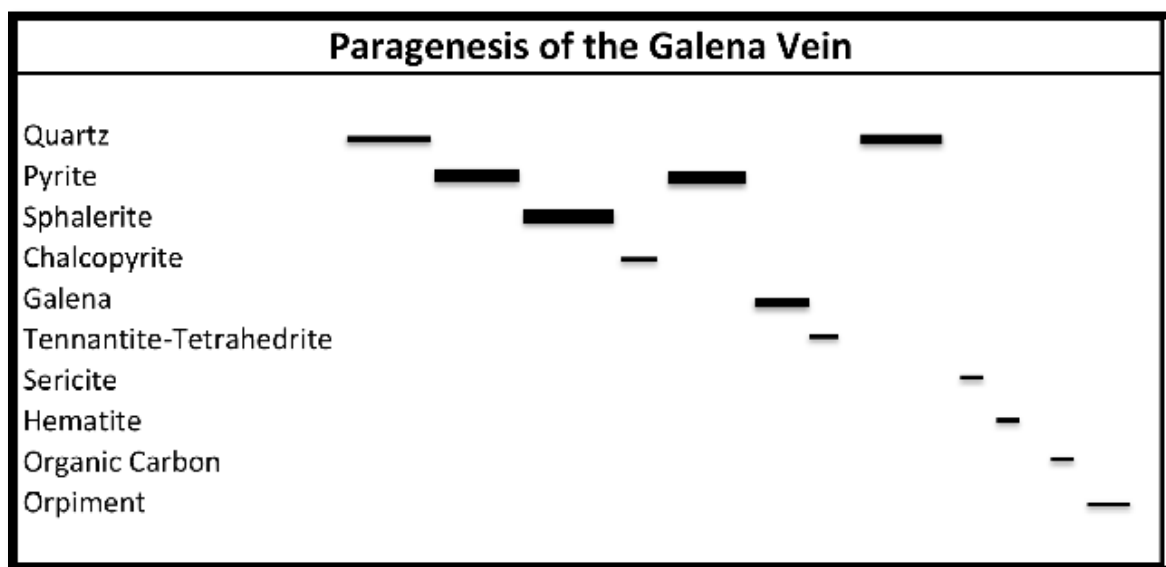 Paragenesis of the Galena Vein
Quartz
Pyrite
Sphalerite
Chalcopyrite
Galena
Tennantite-Tetrahedrite
Sericite
Hematite
Organic Carbon
Orpiment